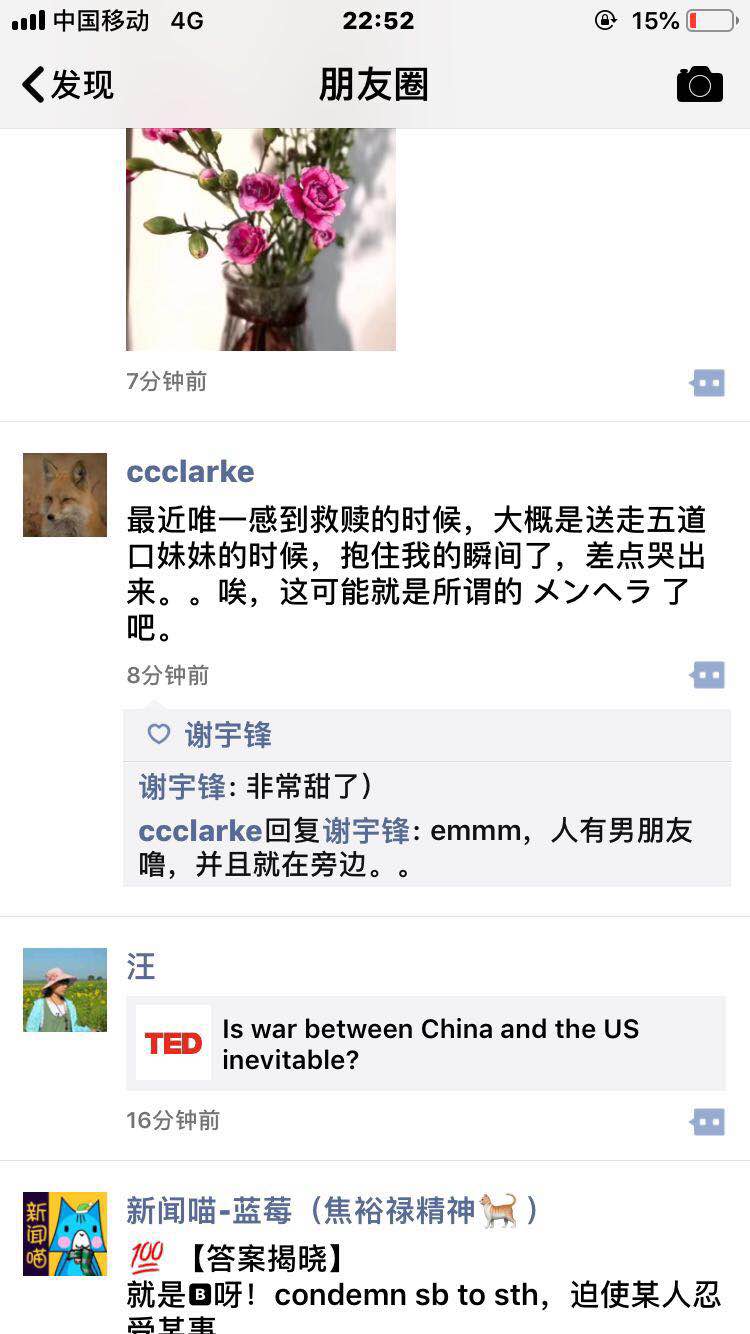 中国移动 4G 22:52 15%
发现 朋友圈
7分钟前
ccclarke
最近唯一感到救赎的时候，大概是送走五道
口妹妹的时候，抱住我的瞬间了，差点哭出
来。。唉，这可能就是所谓的 メンヘラ 了
吧。
8分钟前
谢宇锋
谢宇锋: 非常甜了）
ccclarke回复谢宇锋: emmm，人有男朋友
噜，并且就在旁边。。
汪
TED
Is war between China and the US
inevitable?
16分钟前
新闻喵
新闻喵-蓝莓（焦裕禄精神🐈）
💯 【答案揭晓】
就是🅱呀！condemn sb to sth，迫使某人忍
受某事